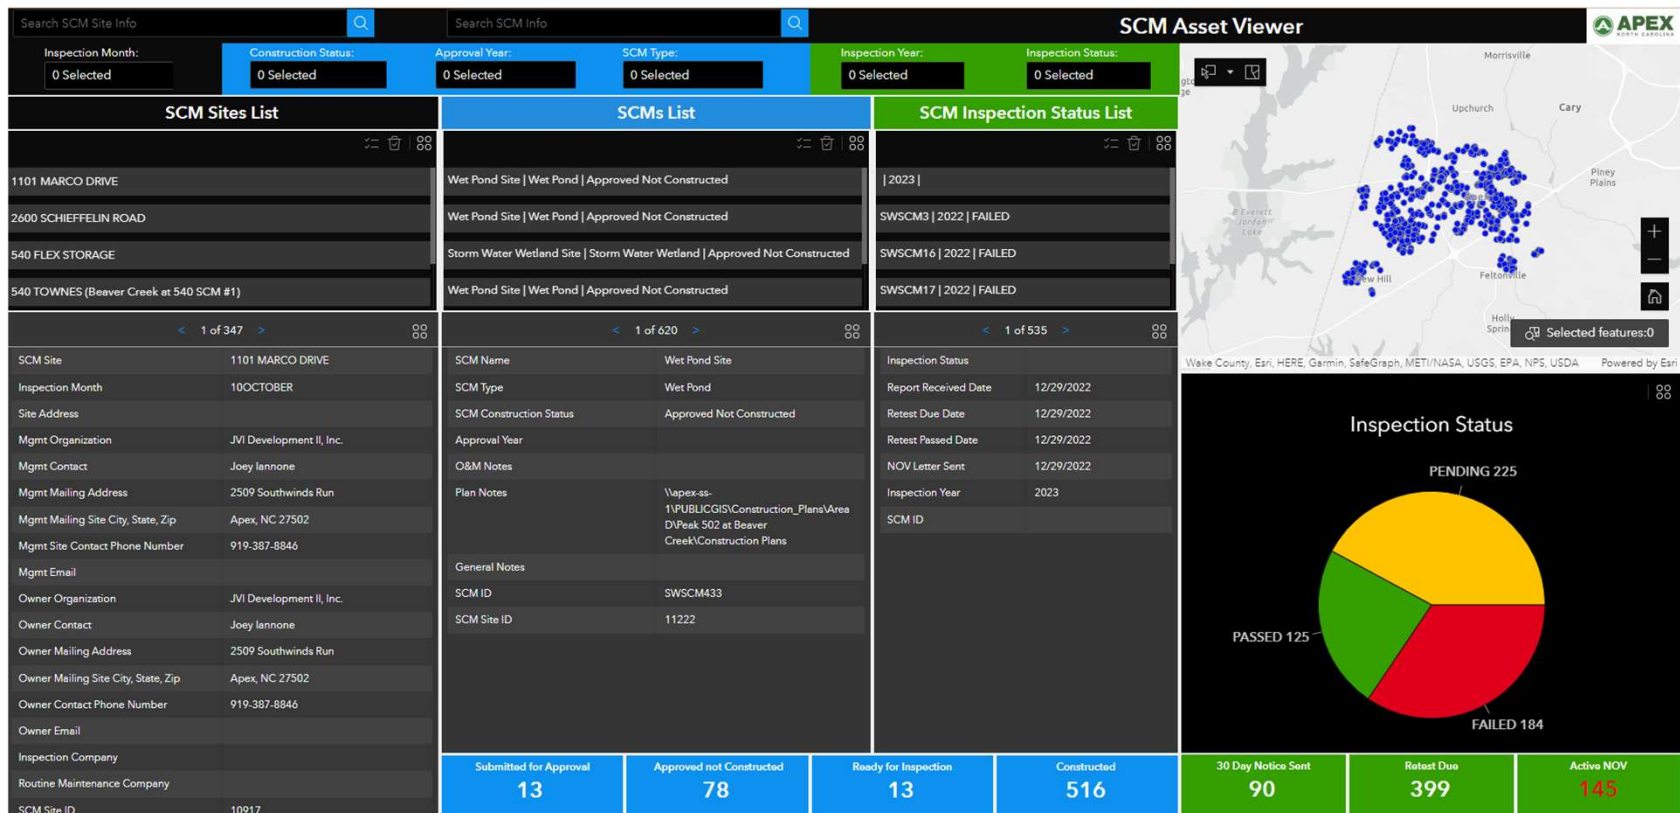 Search SCM Site Info
Search SCM Info
SCM Asset Viewer
APEX
NORTH CAROLINA
Inspection Month:
0 Selected
Construction Status:
0 Selected
Approval Year:
0 Selected
SCM Type:
0 Selected
Inspection Year:
0 Selected
Inspection Status:
0 Selected
SCM Sites List
SCMs List
SCM Inspection Status List
1101 MARCO DRIVE
2600 SCHIEFFELIN ROAD
540 FLEX STORAGE
540 TOWNES (Beaver Creek at 540 SCM #1)
Wet Pond Site | Wet Pond | Approved Not Constructed
Wet Pond Site | Wet Pond | Approved Not Constructed
Storm Water Wetland Site | Storm Water Wetland | Approved Not Constructed
Wet Pond Site | Wet Pond | Approved Not Constructed
| 2023 |
SWSCM3 | 2022 | FAILED
SWSCM16 | 2022 | FAILED
SWSCM17 | 2022 | FAILED
< 1 of 347 >
SCM Site 1101 MARCO DRIVE
Inspection Month 10OCTOBER
Site Address
Mgmt Organization JVI Development II, Inc.
Mgmt Contact Joey Iannone
Mgmt Mailing Address 2509 Southwinds Run
Mgmt Mailing Site City, State, Zip Apex, NC 27502
Mgmt Site Contact Phone Number 919-387-8846
Mgmt Email
Owner Organization JVI Development II, Inc.
Owner Contact Joey Iannone
Owner Mailing Address 2509 Southwinds Run
Owner Mailing Site City, State, Zip Apex, NC 27502
Owner Contact Phone Number 919-387-8846
Owner Email
Inspection Company
Routine Maintenance Company
SCM Site ID 10917
< 1 of 620 >
SCM Name Wet Pond Site
SCM Type Wet Pond
SCM Construction Status Approved Not Constructed
Approval Year
O&M Notes
Plan Notes \\apex-ss-
1\PUBLICGIS\Construction_Plans\Area
D\Peak 502 at Beaver
Creek\Construction Plans
General Notes
SCM ID SWSCM433
SCM Site ID 11222
< 1 of 535 >
Inspection Status
Report Received Date 12/29/2022
Retest Due Date 12/29/2022
Retest Passed Date 12/29/2022
NOV Letter Sent 12/29/2022
Inspection Year 2023
SCM ID
Morrisville
Upchurch
Cary
Piney
Plains
B Everett
Jordan
Lake
Feltonville
Selected features:0
Wake County, Esri, HERE, Garmin, SafeGraph, METI/NASA, USGS, EPA, NPS, USDA
Powered by Esri
Inspection Status
PENDING 225
PASSED 125
FAILED 184
Submitted for Approval
13
Approved not Constructed
78
Ready for Inspection
13
Constructed
516
30 Day Notice Sent
90
Retest Due
399
Active NOV
145